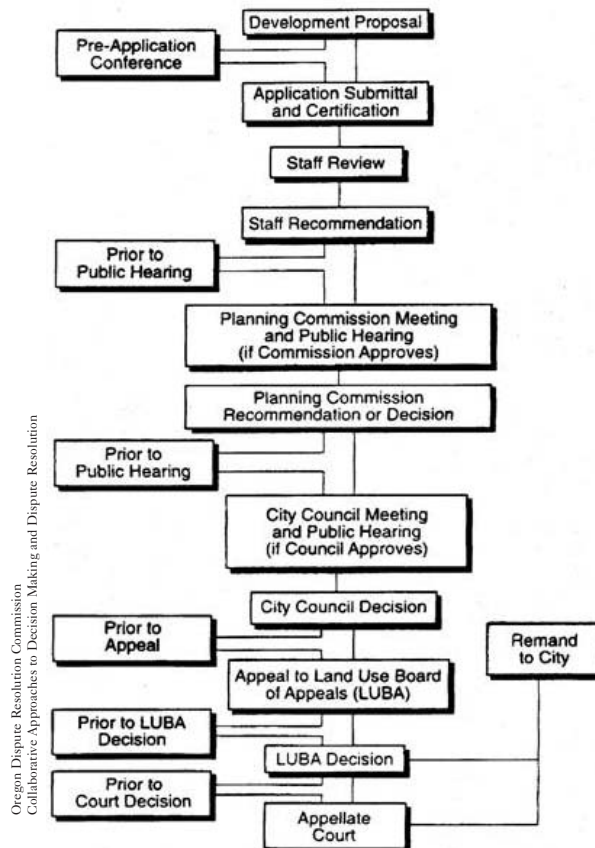 Development Proposal
Pre-Application
Conference
Application Submittal
and Certification
Staff Review
Staff Recommendation
Prior to
Public Hearing
Planning Commission Meeting
and Public Hearing
(if Commission Approves)
Planning Commission
Recommendation or Decision
Prior to
Public Hearing
City Council Meeting
and Public Hearing
(if Council Approves)
City Council Decision
Prior to
Appeal
Remand
to City
Appeal to Land Use Board
of Appeals (LUBA)
Prior to LUBA
Decision
LUBA Decision
Prior to
Court Decision
Appellate
Court
Oregon Dispute Resolution Commission
Collaborative Approaches to Decision Making and Dispute Resolution